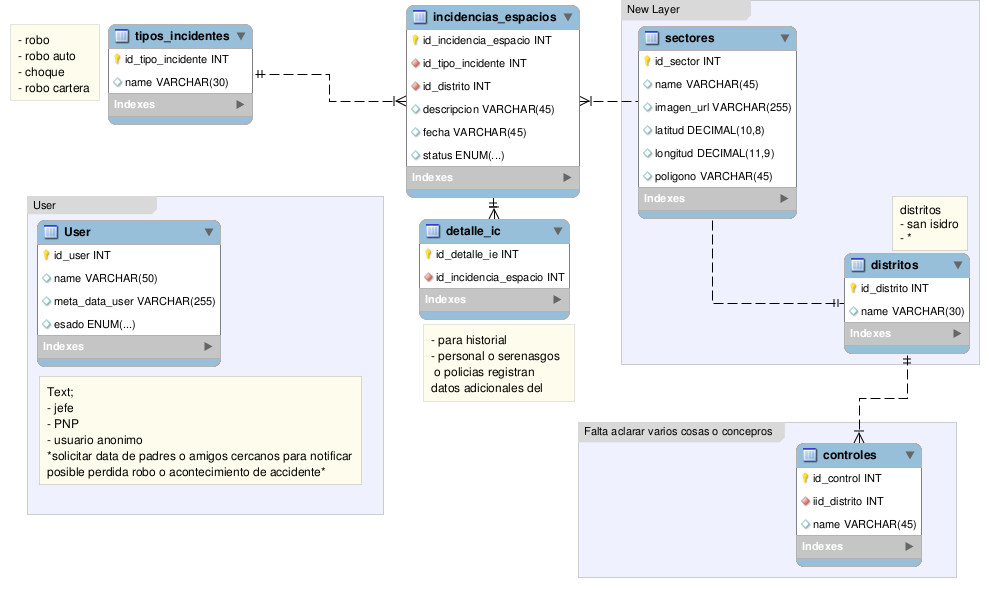 - robo
- robo auto
- choque
- robo cartera
tipos_incidentes
id_tipo_incidente INT
name VARCHAR(30)
Indexes
incidencias_espacios
id_incidencia_espacio INT
id_tipo_incidente INT
id_distrito INT
descripcion VARCHAR(45)
fecha VARCHAR(45)
status ENUM(...)
Indexes
New Layer
sectores
id_sector INT
name VARCHAR(45)
imagen_url VARCHAR(255)
latitud DECIMAL(10,8)
longitud DECIMAL(11,9)
poligono VARCHAR(45)
Indexes
distritos
- san isidro
- *
distritos
id_distrito INT
name VARCHAR(30)
Indexes
User
User
id_user INT
name VARCHAR(50)
meta_data_user VARCHAR(255)
esado ENUM(...)
Indexes
Text;
- jefe
- PNP
- usuario anonimo
*solicitar data de padres o amigos cercanos para notificar
posible perdida robo o acontecimiento de accidente*
detalle_ic
id_detalle_ie INT
id_incidencia_espacio INT
Indexes
- para historial
- personal o serenasgos
o policias registran
datos adicionales del
Falta aclarar varios cosas o concepros
controles
id_control INT
iid_distrito INT
name VARCHAR(45)
Indexes